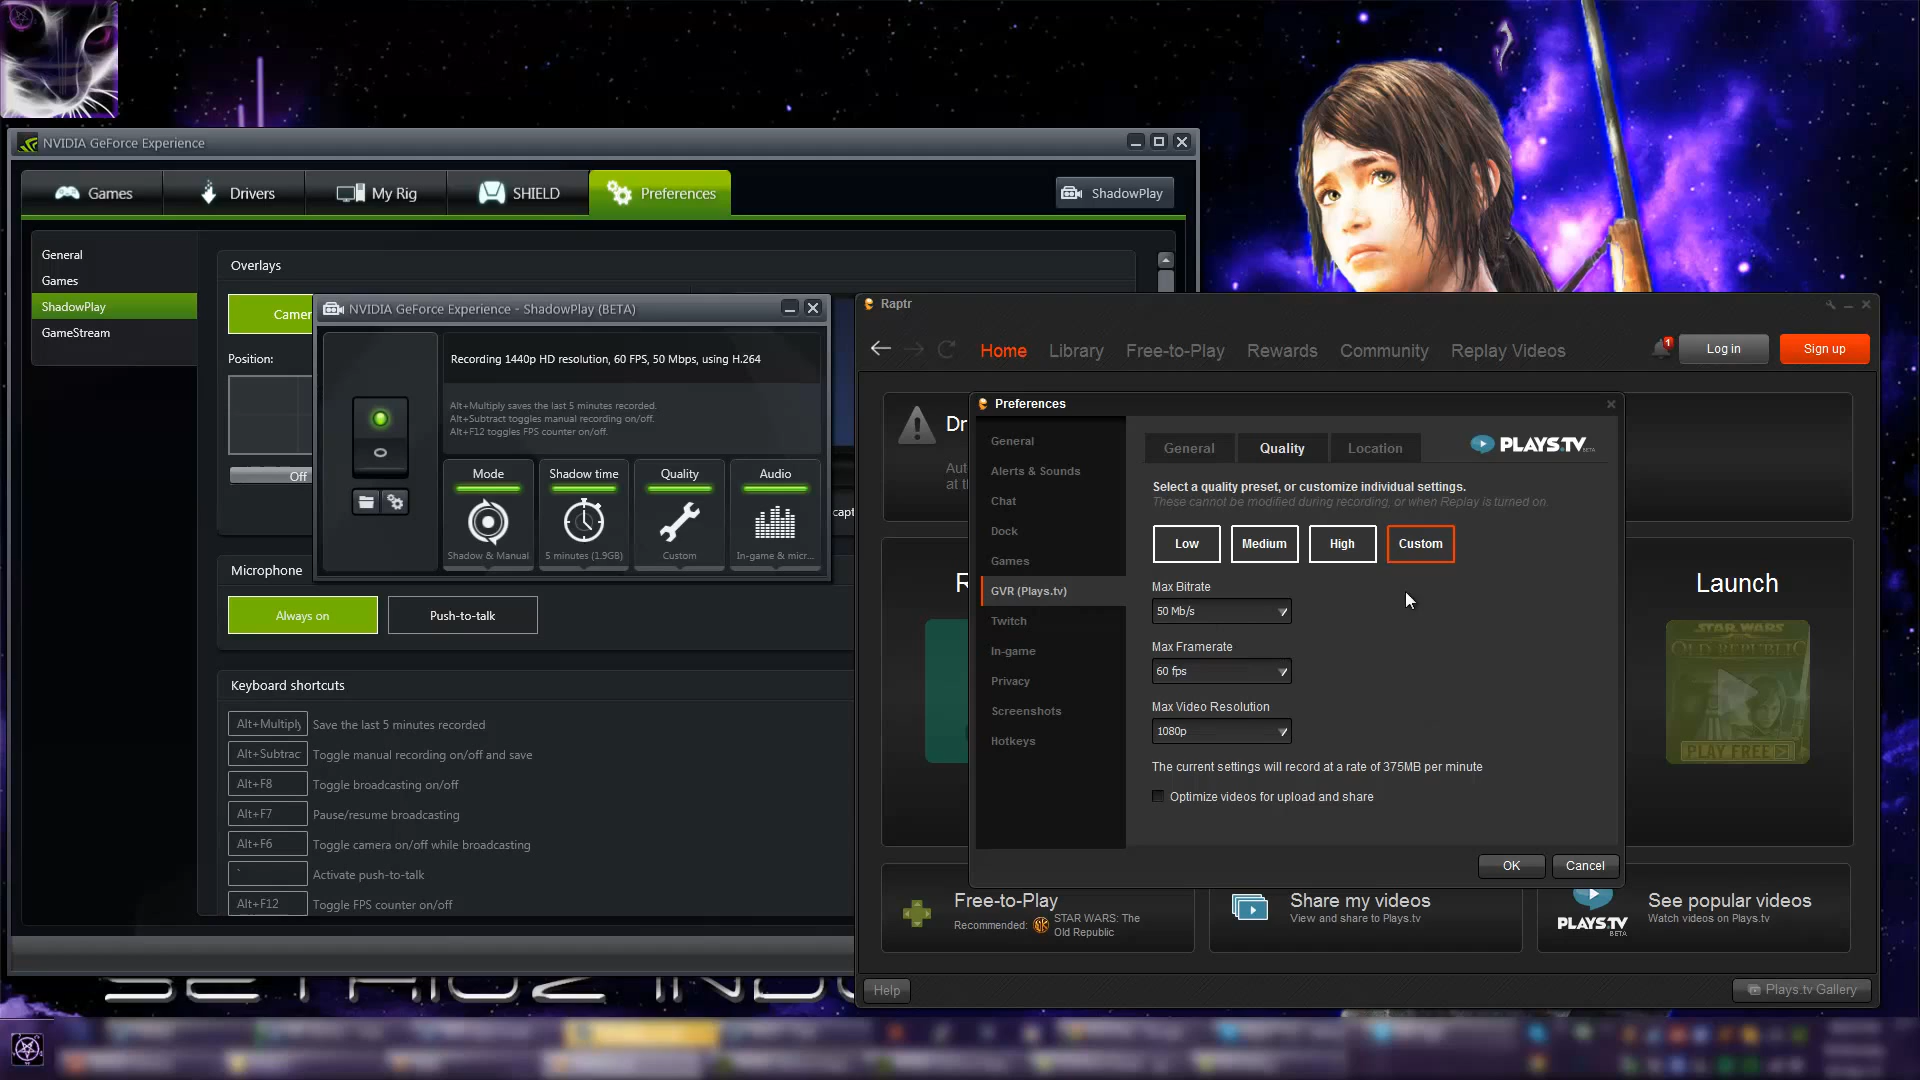 NVIDIA GeForce Experience
Games
Drivers
My Rig
SHIELD
Preferences
ShadowPlay
General
Games
ShadowPlay
GameStream
Overlays
Camer
Position:
Off
capt
Microphone
Always on
Push-to-talk
Keyboard shortcuts
Alt+Multiply Save the last 5 minutes recorded
Alt+Subtrac Toggle manual recording on/off and save
Alt+F8 Toggle broadcasting on/off
Alt+F7 Pause/resume broadcasting
Alt+F6 Toggle camera on/off while broadcasting
` Activate push-to-talk
Alt+F12 Toggle FPS counter on/off
NVIDIA GeForce Experience - ShadowPlay (BETA)
Recording 1440p HD resolution, 60 FPS, 50 Mbps, using H.264
Alt+Multiply saves the last 5 minutes recorded.
Alt+Subtract toggles manual recording on/off.
Alt+F12 toggles FPS counter on/off.
Mode
Shadow & Manual
Shadow time
5 minutes (1.9GB)
Quality
Custom
Audio
In-game & micr...
Raptr
Home
Library
Free-to-Play
Rewards
Community
Replay Videos
1
Log in
Sign up
Dr
Aut
at th
R
Launch
STAR WARS
OLD REPUBLIC
PLAY FREE
Preferences
General
Alerts & Sounds
Chat
Dock
Games
GVR (Plays.tv)
Twitch
In-game
Privacy
Screenshots
Hotkeys
General
Quality
Location
PLAYS.TV
BETA
Select a quality preset, or customize individual settings.
These cannot be modified during recording, or when Replay is turned on.
Low
Medium
High
Custom
Max Bitrate
50 Mb/s
Max Framerate
60 fps
Max Video Resolution
1080p
The current settings will record at a rate of 375MB per minute
Optimize videos for upload and share
OK
Cancel
Free-to-Play
Recommended:
STAR WARS: The
Old Republic
Share my videos
View and share to Plays.tv
PLAYS.TV
BETA
See popular videos
Watch videos on Plays.tv
Help
Plays.tv Gallery